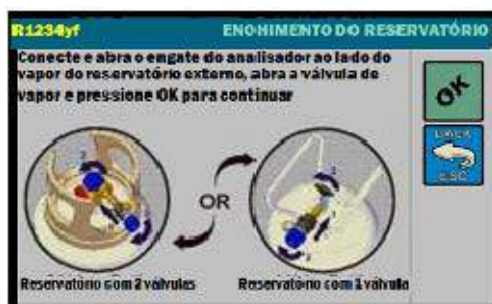 R1234yf ENCHIMENTO DO RESERVATÓRIO
Conecte e abra o engate do analisador ao lado do
vapor do reservatório externo, abra a válvula de
vapor e pressione OK para continuar
OK
BACK
ESC
OR
Reservatório com 2 válvulas Reservatório com 1 válvula